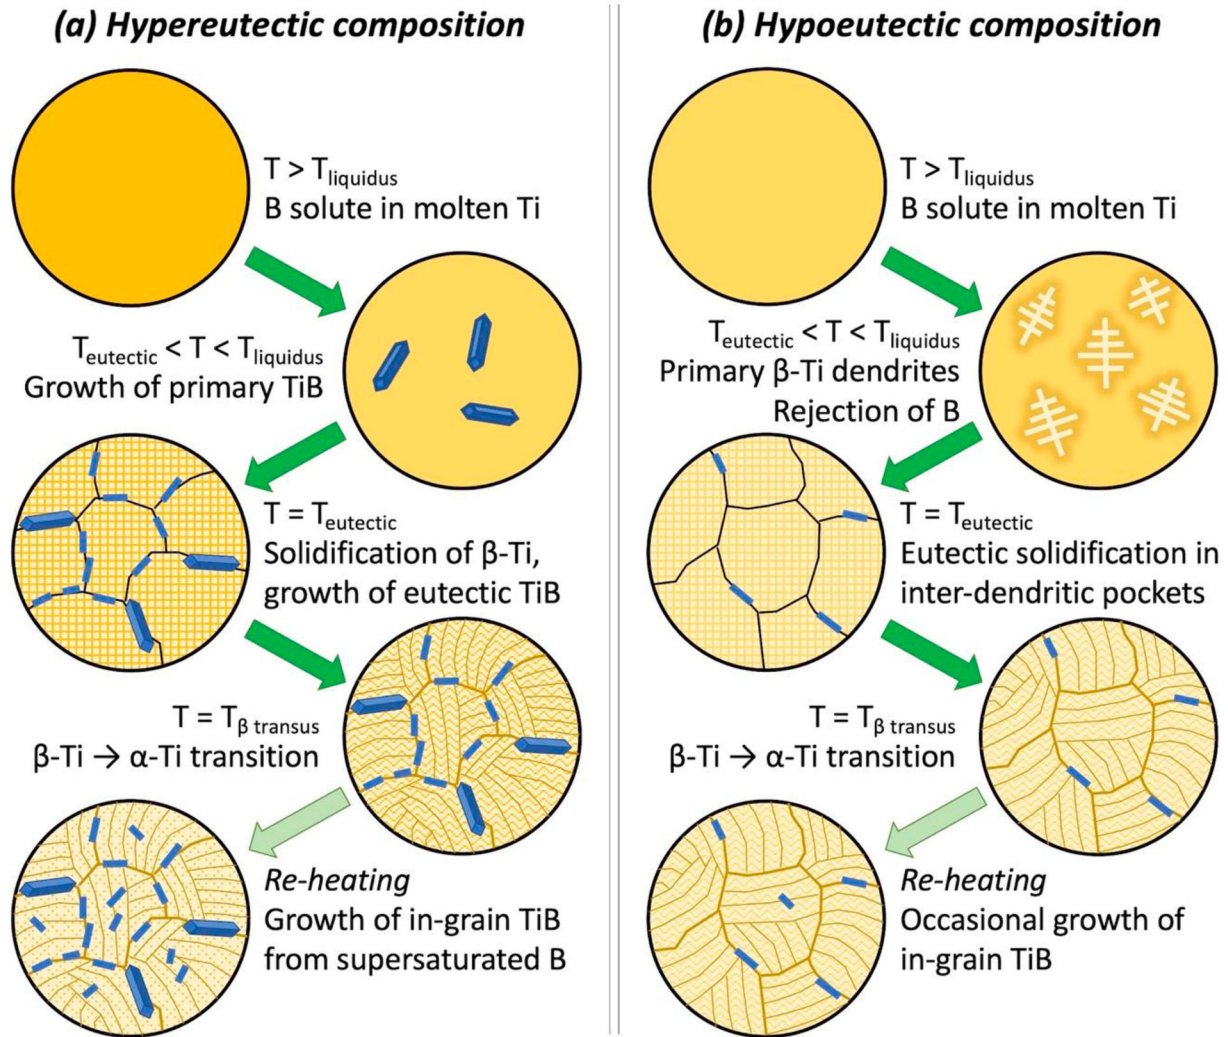 (a) Hypereutectic composition
T > Tliquidus
B solute in molten Ti
Teutectic < T < Tliquidus
Growth of primary TiB
T = Teutectic
Solidification of β-Ti,
growth of eutectic TiB
T = Tβ transus
β-Ti → α-Ti transition
Re-heating
Growth of in-grain TiB
from supersaturated B
(b) Hypoeutectic composition
T > Tliquidus
B solute in molten Ti
Teutectic < T < Tliquidus
Primary β-Ti dendrites
Rejection of B
T = Teutectic
Eutectic solidification in
inter-dendritic pockets
T = Tβ transus
β-Ti → α-Ti transition
Re-heating
Occasional growth of
in-grain TiB